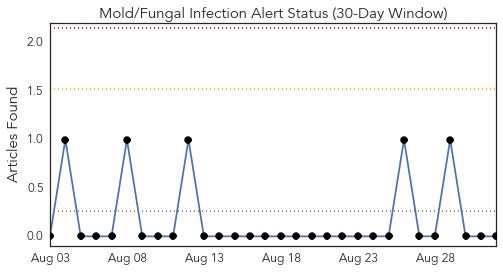 Mold/Fungal Infection Alert Status (30-Day Window)
Articles Found
2.0
1.5
1.0
0.5
0.0
Aug 03 Aug 08 Aug 13 Aug 18 Aug 23 Aug 28